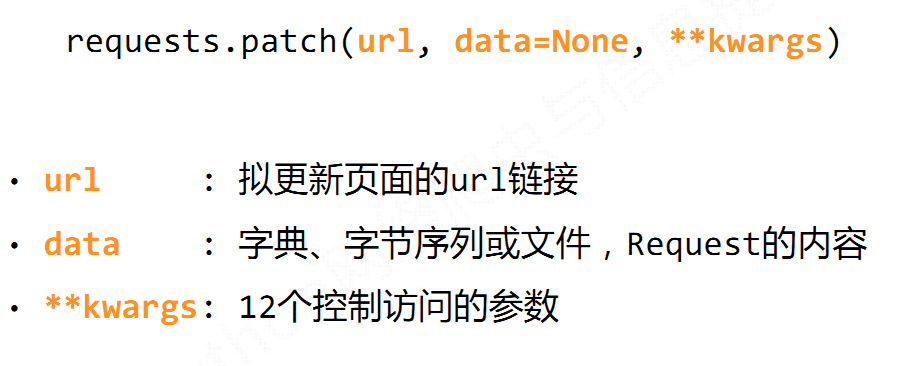 requests.patch(url, data=None, **kwargs)
• url : 拟更新页面的url链接
• data : 字典、字节序列或文件，Request的内容
• **kwargs: 12个控制访问的参数